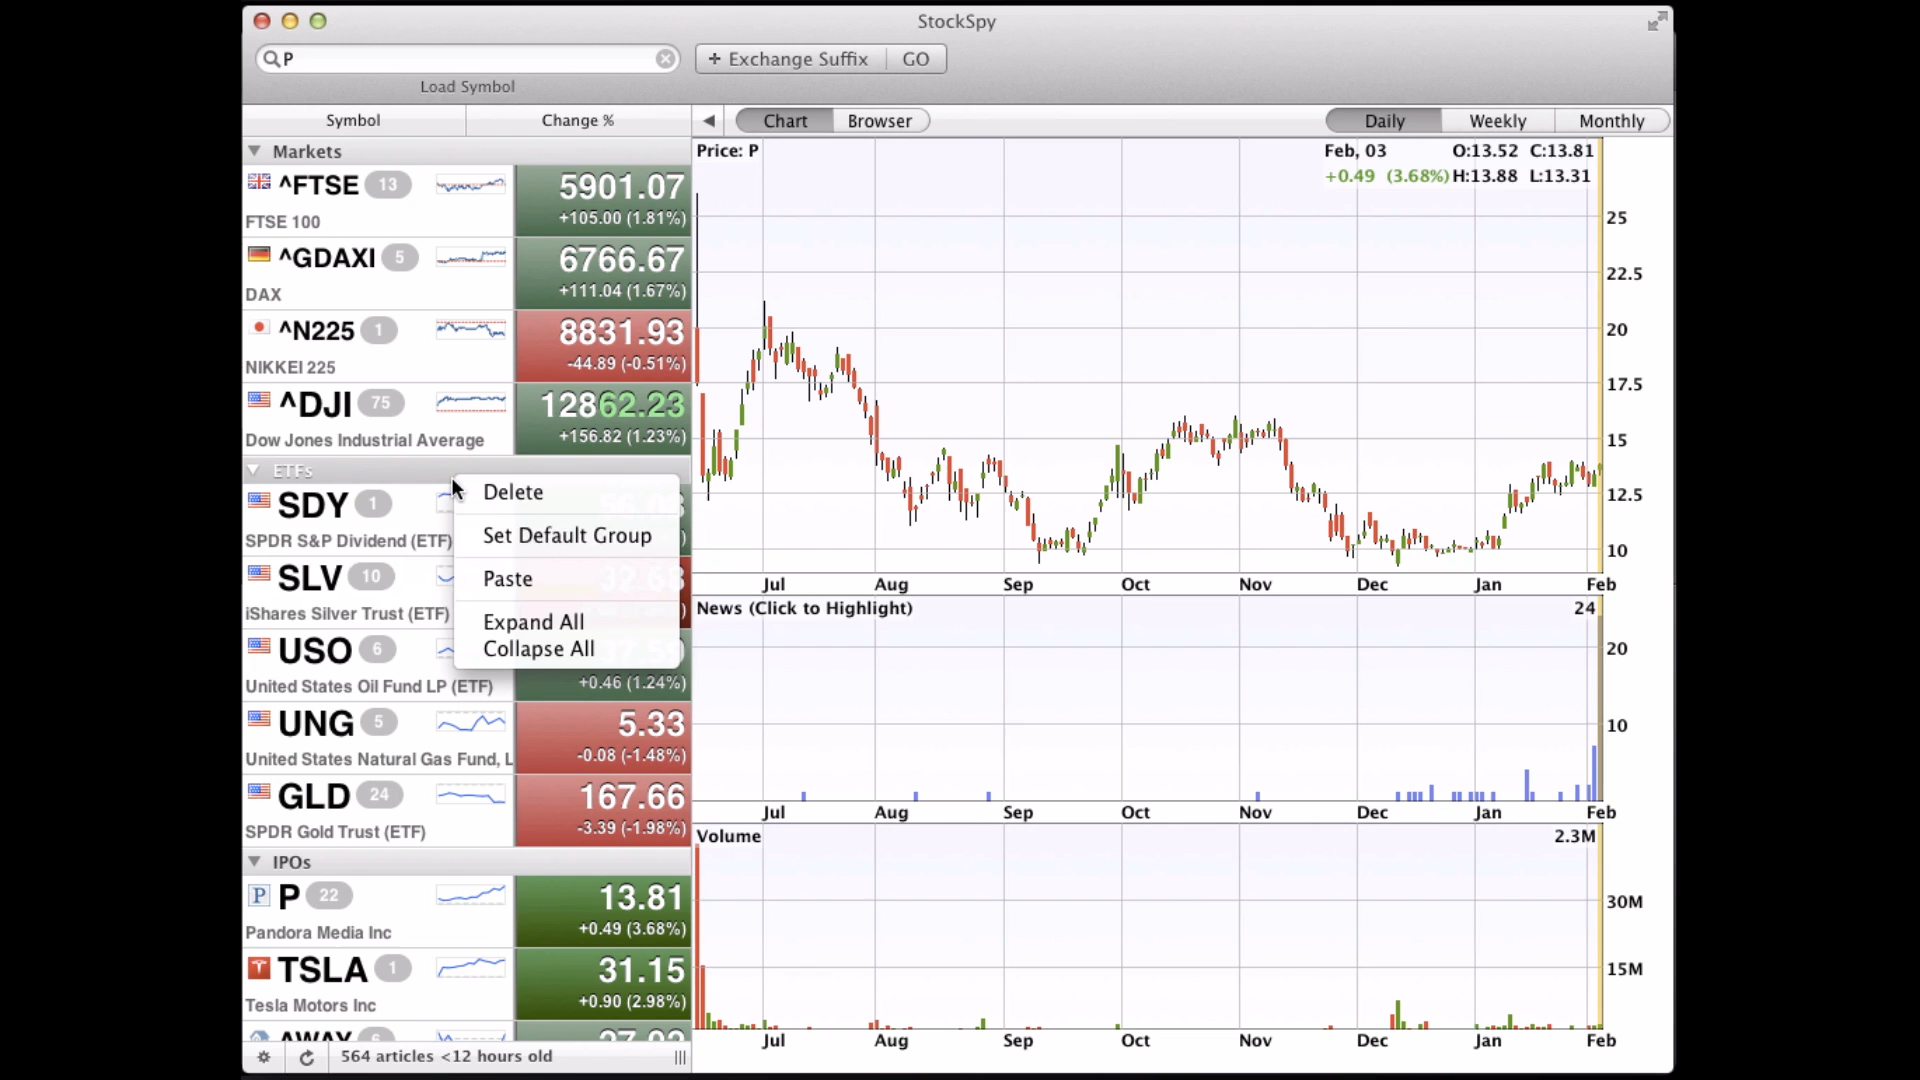 StockSpy
P
+ Exchange Suffix
GO
Load Symbol
Symbol
Change %
Chart
Browser
Daily
Weekly
Monthly
Markets
^FTSE
13
5901.07
+105.00 (1.81%)
FTSE 100
^GDAXI
5
6766.67
+111.04 (1.67%)
DAX
^N225
1
8831.93
-44.89 (-0.51%)
NIKKEI 225
^DJI
75
12862.23
+156.82 (1.23%)
Dow Jones Industrial Average
ETFs
SDY
1
SPDR S&P Dividend (ETF)
SLV
10
iShares Silver Trust (ETF)
USO
6
+0.46 (1.24%)
United States Oil Fund LP (ETF)
Delete
Set Default Group
Paste
Expand All
Collapse All
UNG
5
5.33
-0.08 (-1.48%)
United States Natural Gas Fund, L
GLD
24
167.66
-3.39 (-1.98%)
SPDR Gold Trust (ETF)
IPOs
P
P
22
13.81
+0.49 (3.68%)
Pandora Media Inc
TSLA
1
31.15
+0.90 (2.98%)
Tesla Motors Inc
AWAY
564 articles <12 hours old
Price: P
Feb, 03
O:13.52 C:13.81
+0.49 (3.68%)
H:13.88 L:13.31
25
22.5
20
17.5
15
12.5
10
Jul Aug Sep Oct Nov Dec Jan Feb
News (Click to Highlight)
24
20
10
Jul Aug Sep Oct Nov Dec Jan Feb
Volume
2.3M
30M
15M
Jul Aug Sep Oct Nov Dec Jan Feb